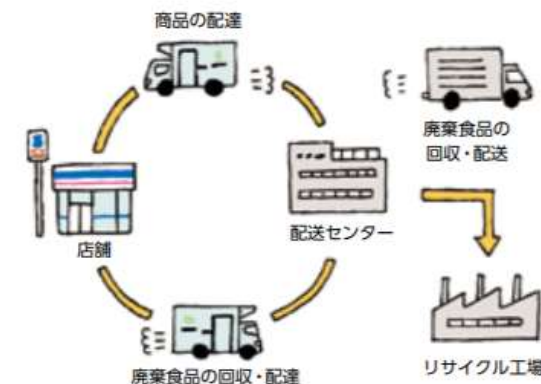 商品の配達
廃棄食品の
回収・配送
店舗
配送センター
廃棄食品の回収・配達
リサイクル工場